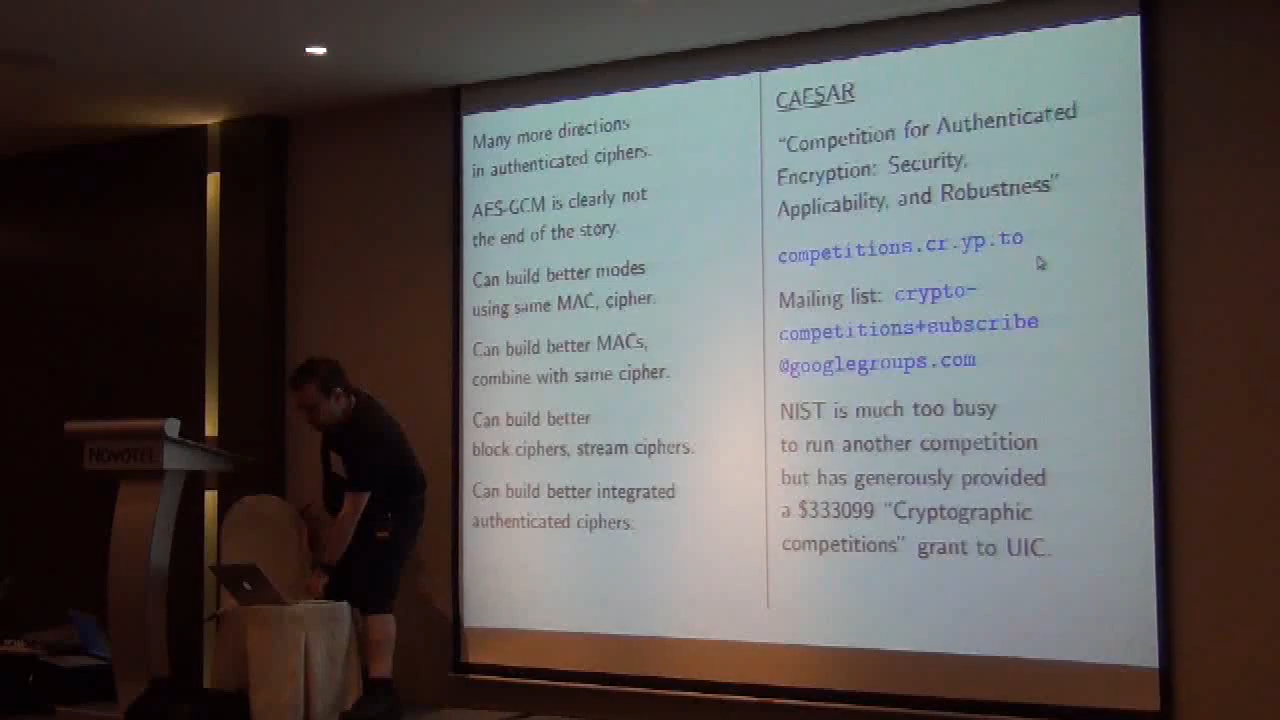 NOVOTEL
Many more directions
in authenticated ciphers.
AES-GCM is clearly not
the end of the story.
Can build better modes
using same MAC, cipher.
Can build better MACs,
combine with same cipher.
Can build better
block ciphers, stream ciphers.
Can build better integrated
authenticated ciphers.
CAESAR
“Competition for Authenticated
Encryption: Security,
Applicability, and Robustness”
competitions.cr.yp.to
Mailing list: crypto-
competitions+subscribe
@googlegroups.com
NIST is much too busy
to run another competition
but has generously provided
a $333099 “Cryptographic
competitions” grant to UIC.